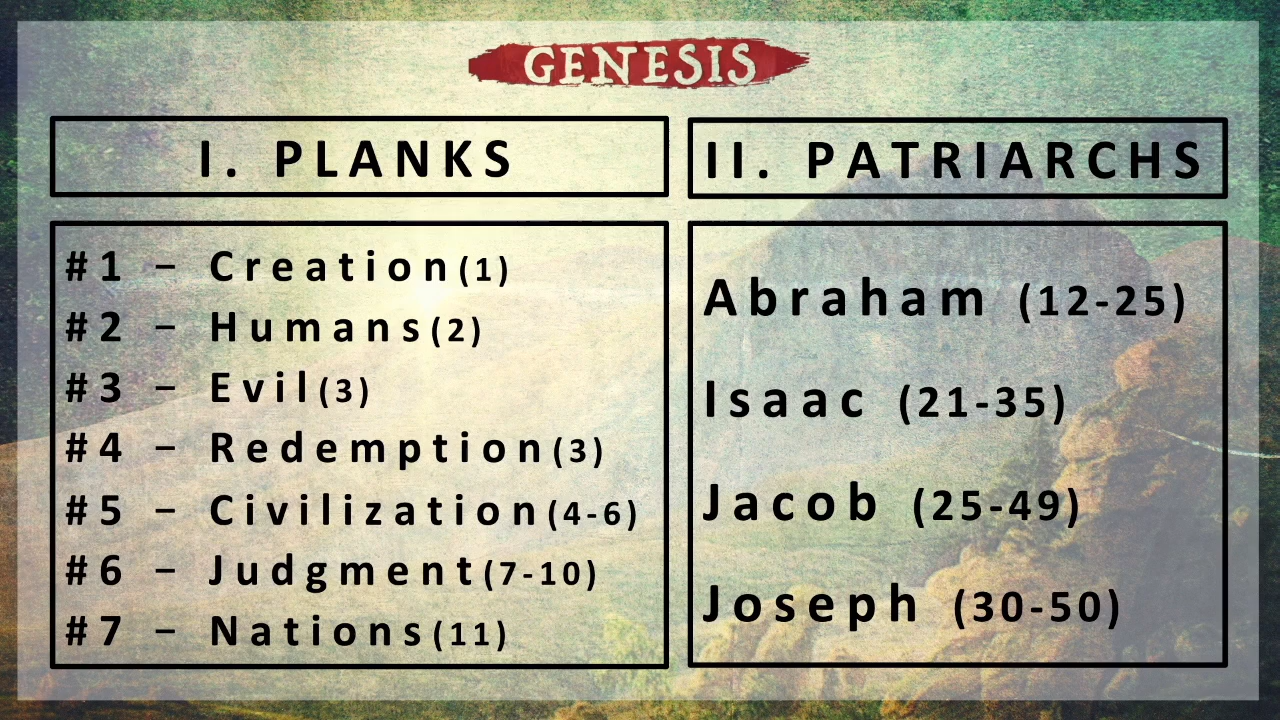 GENESIS
I. PLANKS
#1 – Creation (1)
#2 – Humans (2)
#3 – Evil (3)
#4 – Redemption (3)
#5 – Civilization (4-6)
#6 – Judgment (7-10)
#7 – Nations (11)
II. PATRIARCHS
Abraham (12-25)
Isaac (21-35)
Jacob (25-49)
Joseph (30-50)